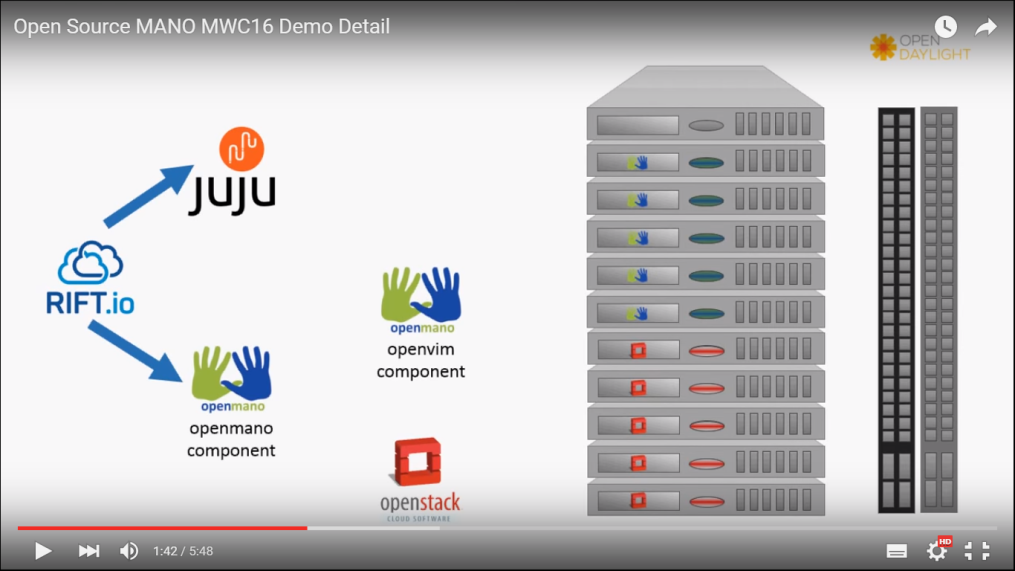 Open Source MANO MWC16 Demo Detail
OPEN
DAYLIGHT
juju
RIFT.io
openmano
openvim
component
openmano
openmano
component
openstack
CLOUD SOFTWARE
1:42 / 5:48
HD